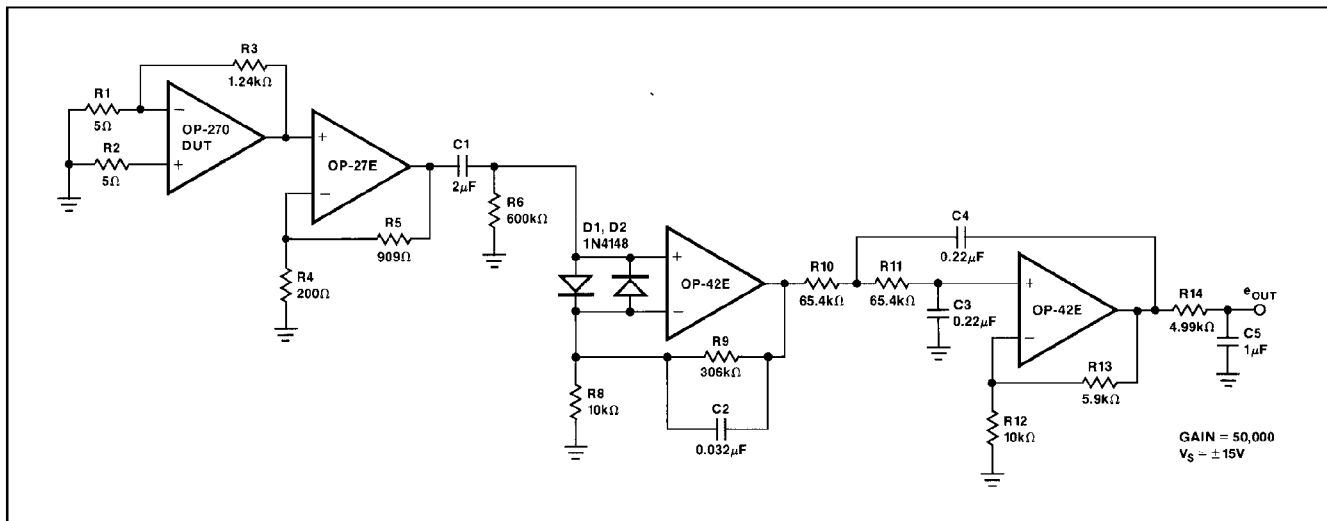 R3
1.24kΩ
R1
5Ω
−
OP-270
DUT
+
R2
5Ω
+
OP-27E
−
C1
2μF
R6
600kΩ
R5
909Ω
R4
200Ω
D1, D2
1N4148
+
OP-42E
−
R9
306kΩ
R8
10kΩ
C2
0.032μF
C4
0.22μF
R10
65.4kΩ
R11
65.4kΩ
C3
0.22μF
+
OP-42E
−
R14
4.99kΩ
eOUT
C5
1μF
R13
5.9kΩ
R12
10kΩ
GAIN = 50,000
VS = ±15V